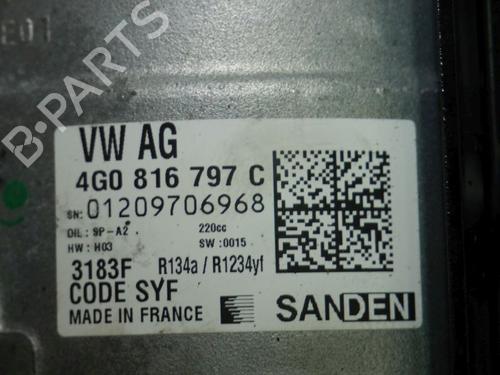 E01
B-PARTS
VW AG
4G0 816 797 C
SN: 01209706968
OIL : SP-A2 220cc
HW : H03 SW :0015
3183F R134a / R1234yf
CODE SYF
MADE IN FRANCE SANDEN